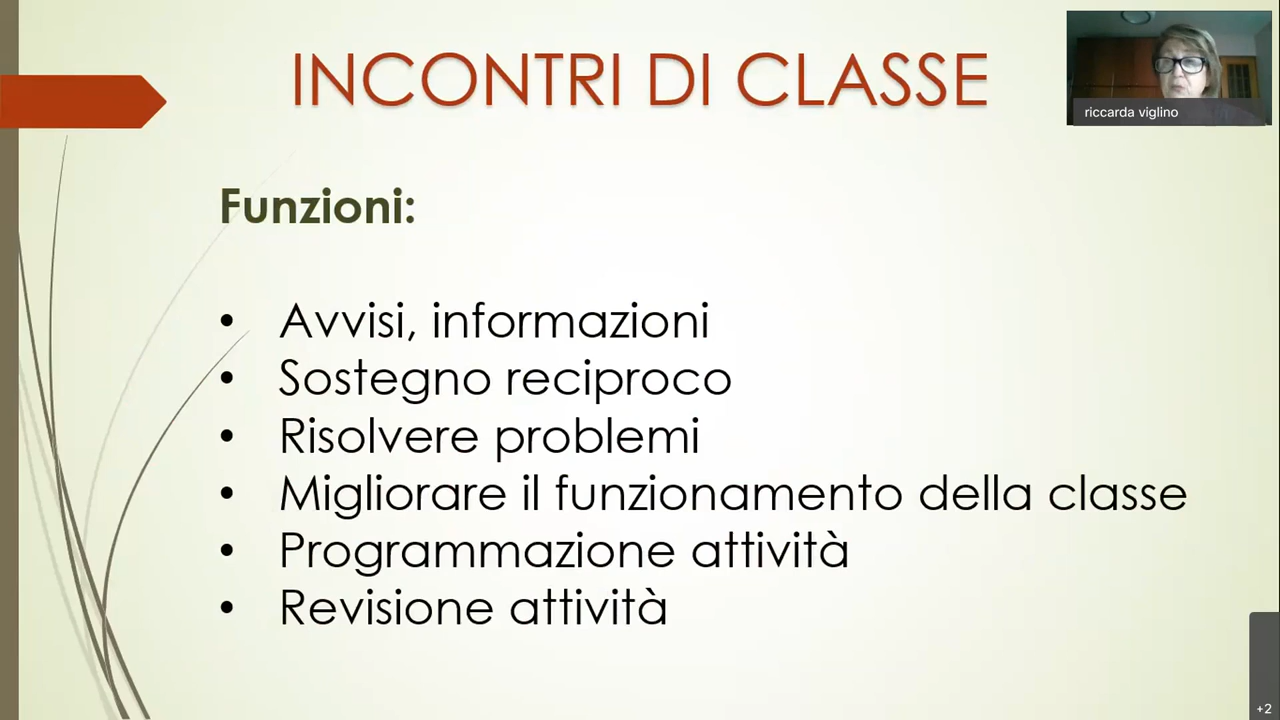 INCONTRI DI CLASSE
riccarda viglino
Funzioni:
• Avvisi, informazioni
• Sostegno reciproco
• Risolvere problemi
• Migliorare il funzionamento della classe
• Programmazione attività
• Revisione attività
+2